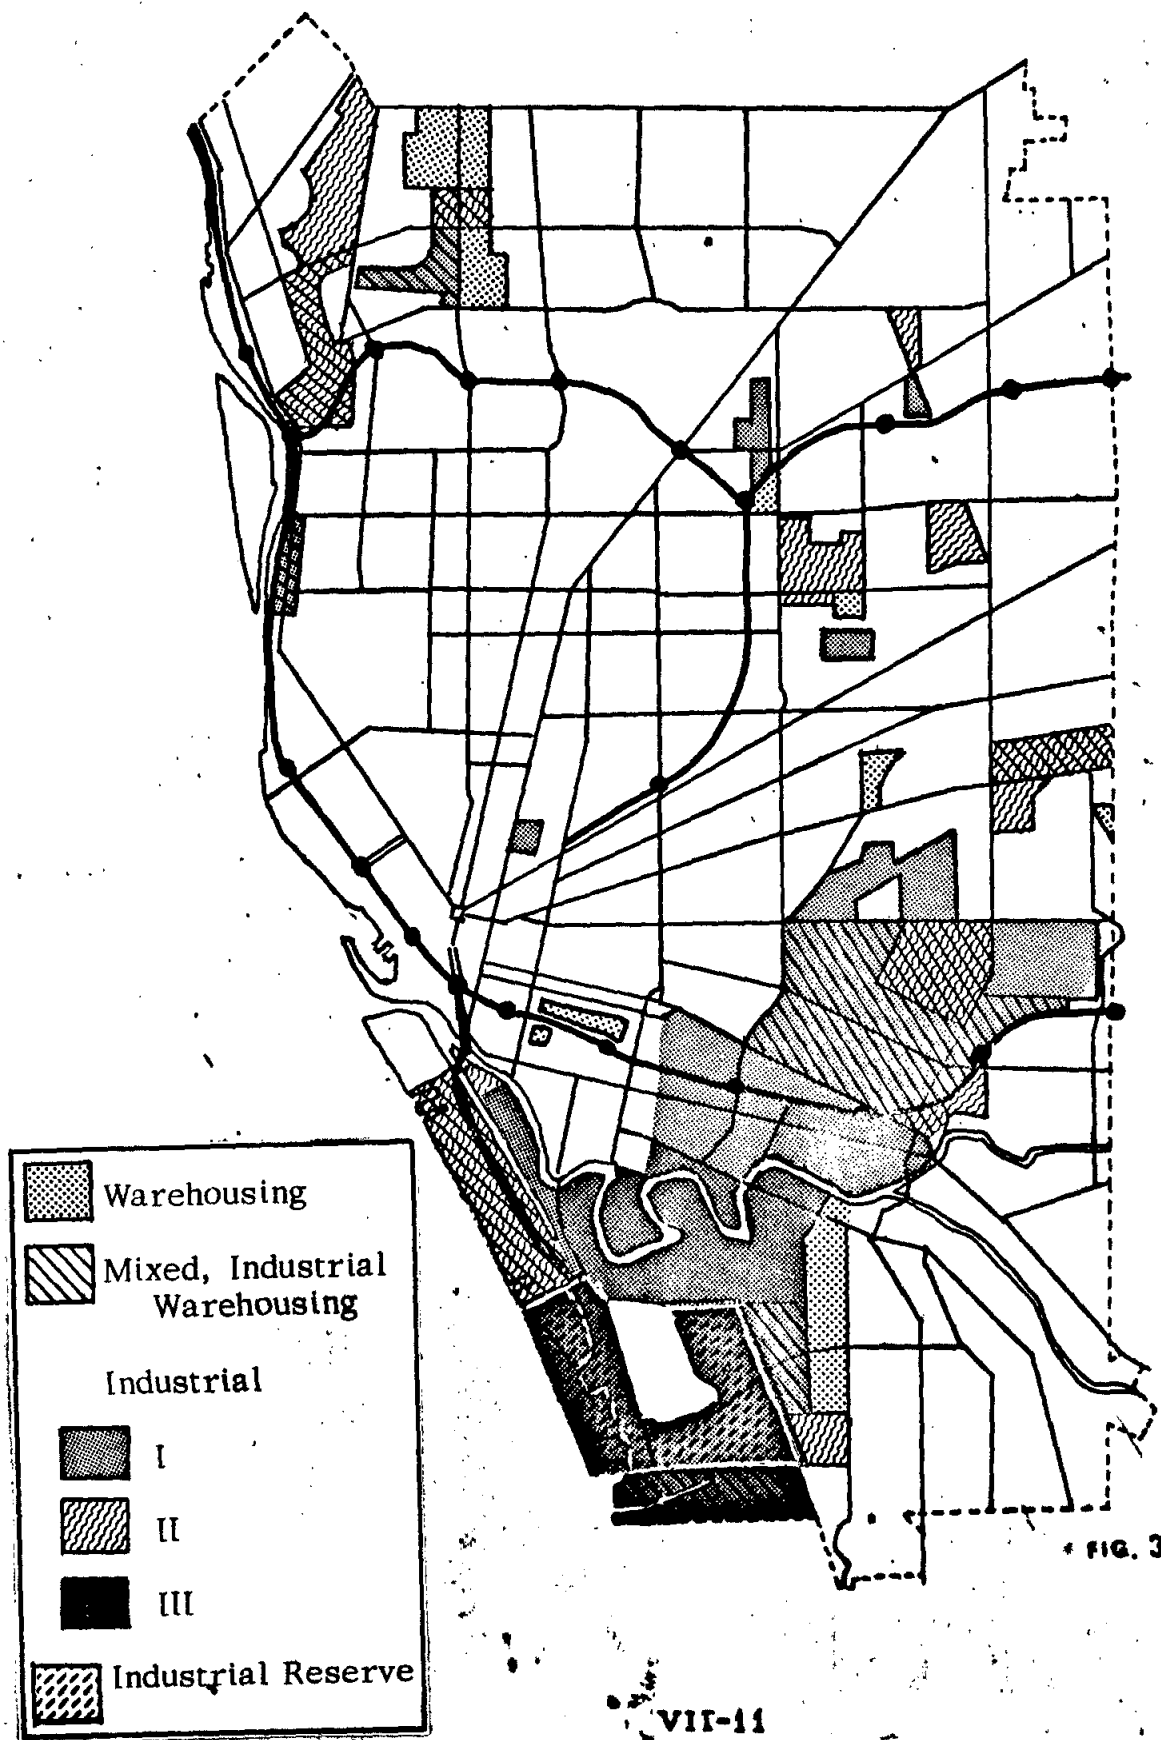 Warehousing
Mixed, Industrial
Warehousing
Industrial
I
II
III
Industrial Reserve
FIG. 3
VII-11